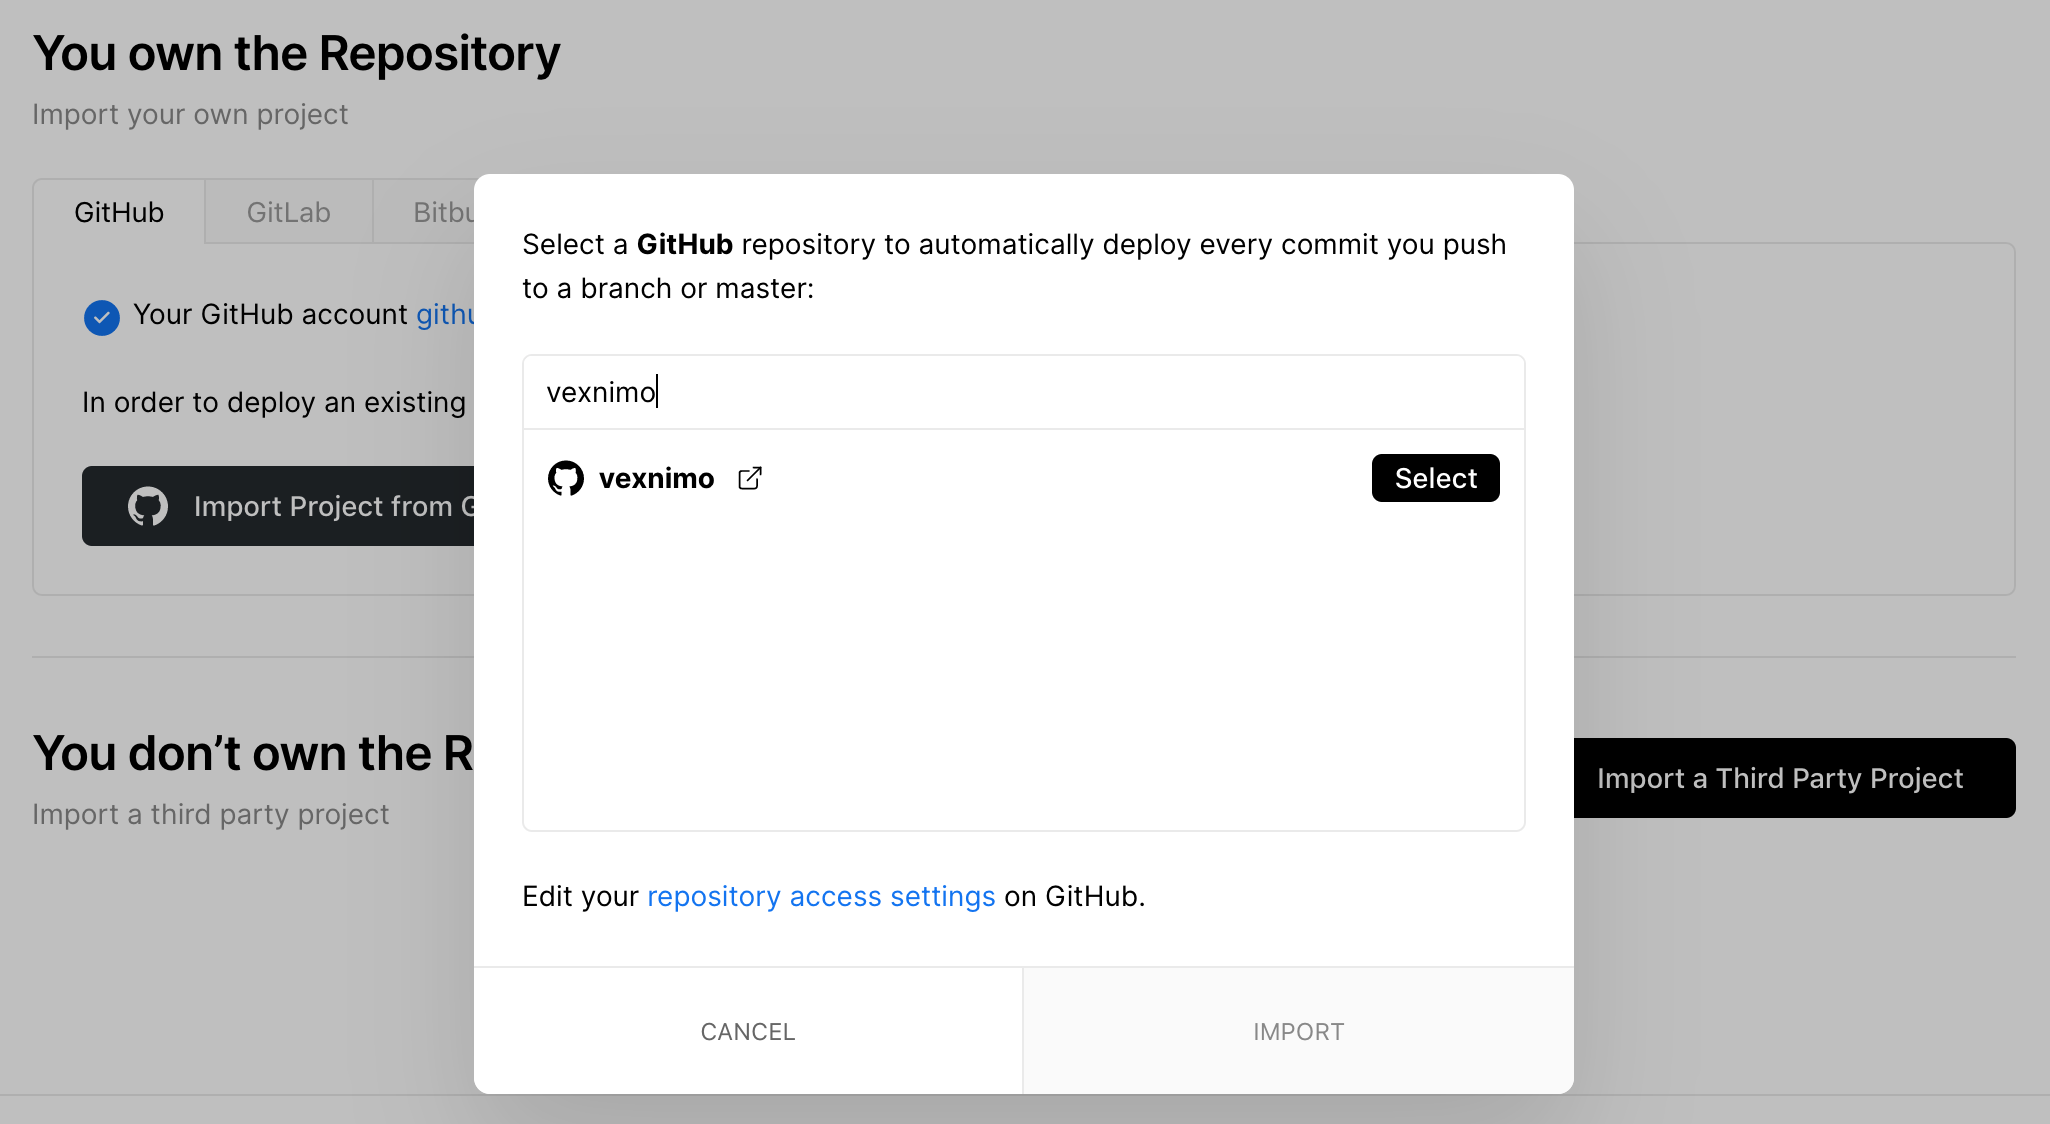 You own the Repository
Import your own project
GitHub
GitLab
Select a GitHub repository to automatically deploy every commit you push
to a branch or master:
Your GitHub account
vexnimo
In order to deploy an existing
vexnimo
Select
Import Project from
You don’t own the
Import a Third Party Project
Import a third party project
Edit your repository access settings on GitHub.
CANCEL
IMPORT